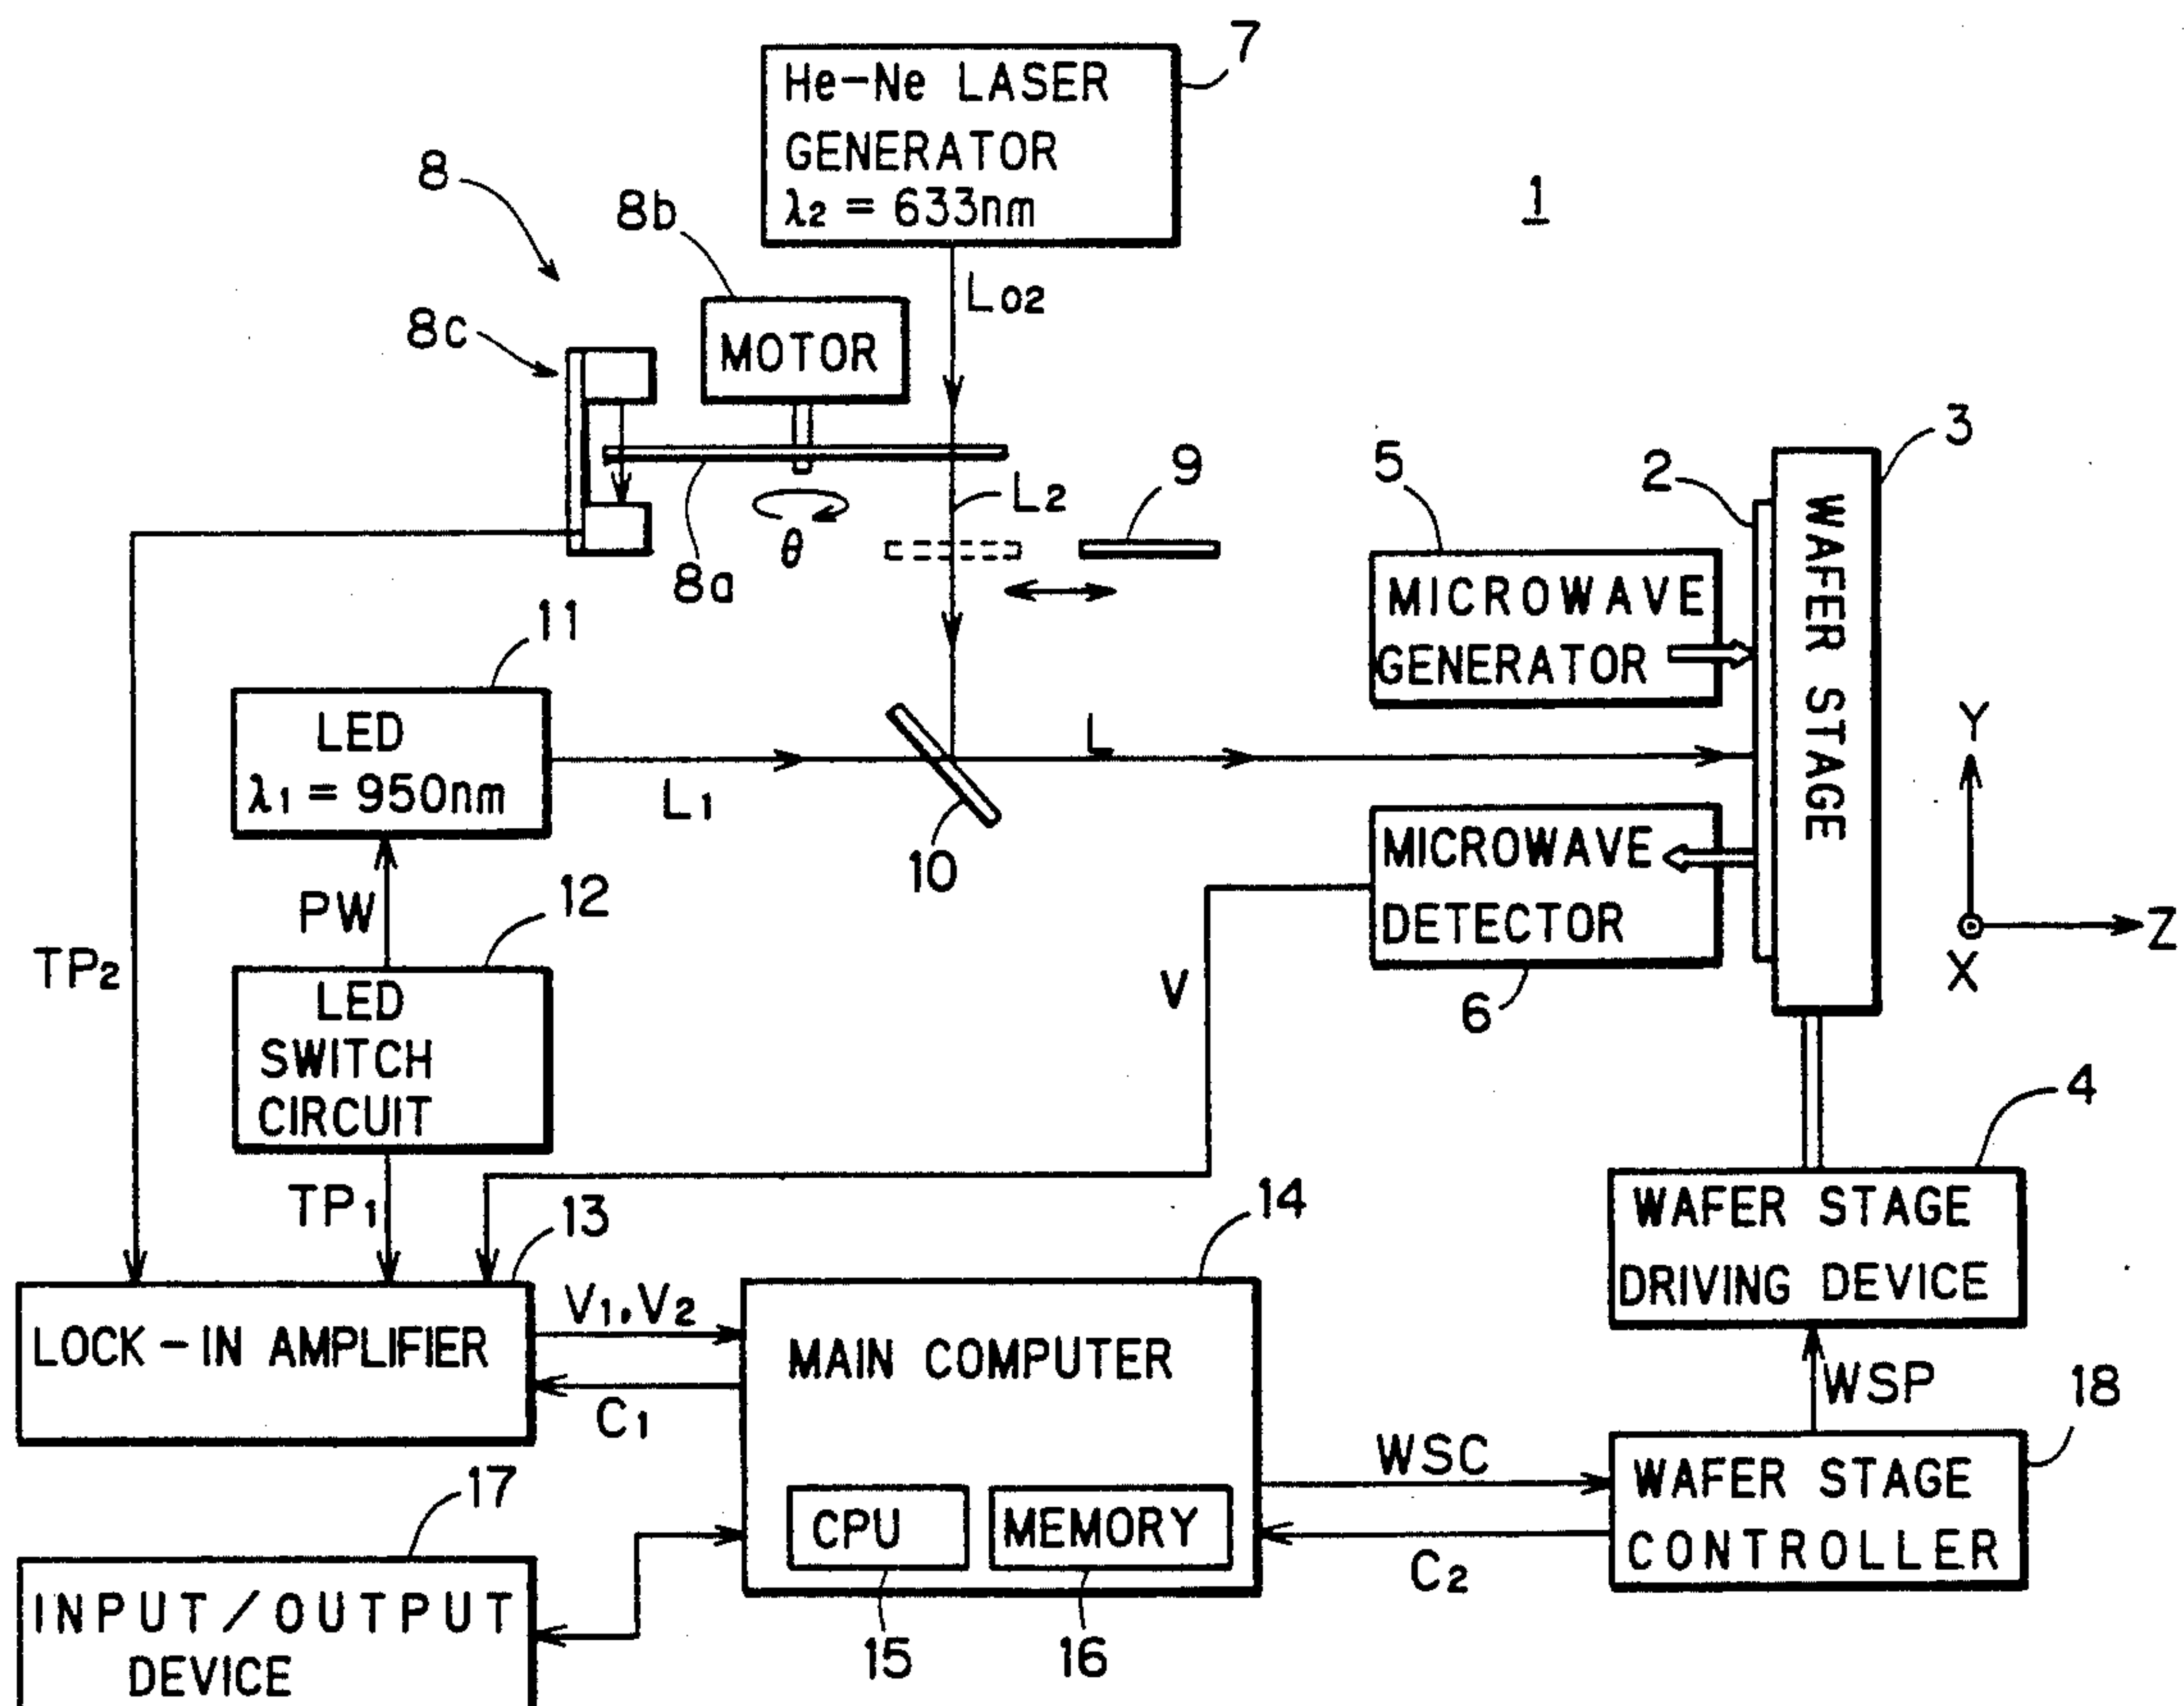 7
He-Ne LASER
GENERATOR
λ2 = 633nm
1
8
8b
L02
8c
MOTOR
3
L2
9
5
2
θ
8a
WAFER STAGE
MICROWAVE
GENERATOR
11
LED
λ1 = 950nm
L
Y
L1
10
MICROWAVE
DETECTOR
Z
X
PW
12
TP2
6
V
LED
SWITCH
CIRCUIT
4
TP1
13
14
WAFER STAGE
DRIVING DEVICE
V1,V2
LOCK-IN AMPLIFIER
MAIN COMPUTER
WSP
18
C1
WSC
WAFER STAGE
CONTROLLER
17
CPU
MEMORY
C2
INPUT/OUTPUT
DEVICE
15
16